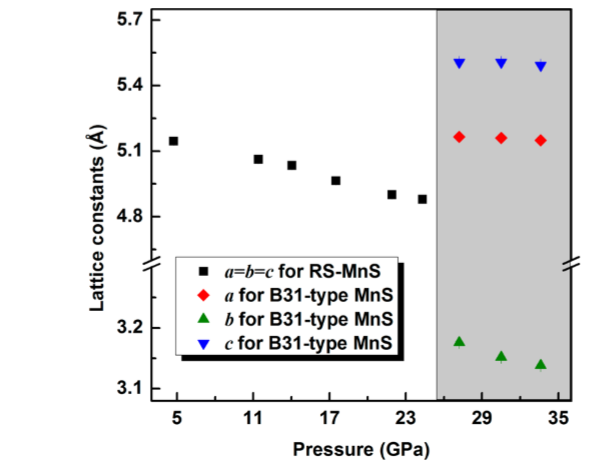 5.7
5.4
5.1
4.8
3.2
3.1
Lattice constants (Å)
a=b=c for RS-MnS
a for B31-type MnS
b for B31-type MnS
c for B31-type MnS
5 11 17 23 29 35
Pressure (GPa)